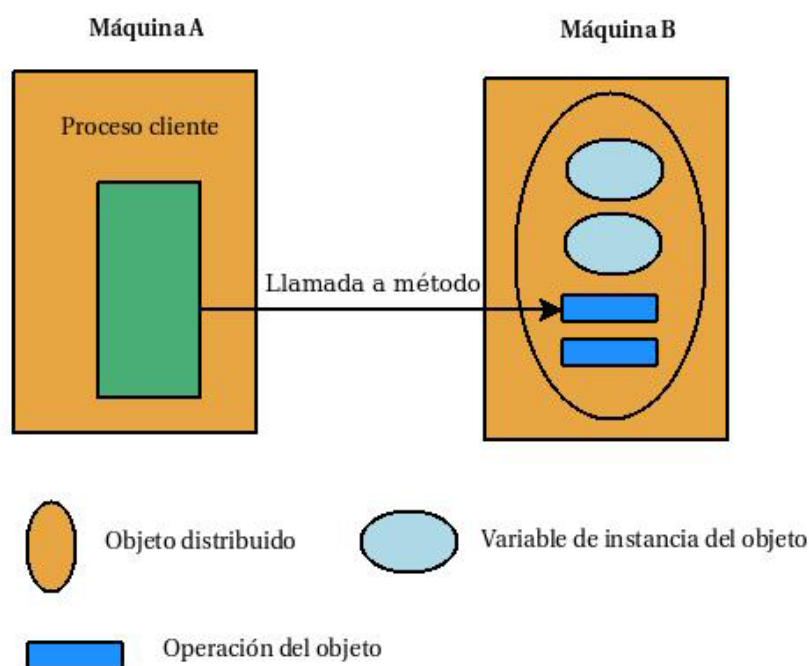 Máquina A
Máquina B
Proceso cliente
Llamada a método
Objeto distribuido
Variable de instancia del objeto
Operación del objeto